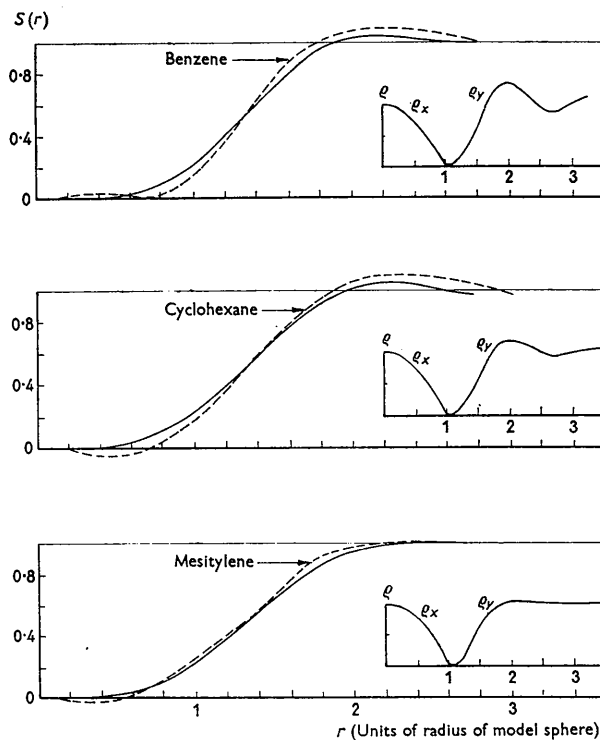 S(r)
0·8
0·4
0
Benzene
ϱ
ϱx
ϱy
1
2
3
0·8
0·4
0
Cyclohexane
ϱ
ϱx
ϱy
1
2
3
0·8
0·4
0
Mesitylene
ϱ
ϱx
ϱy
1
2
3
1
2
3
r (Units of radius of model sphere)